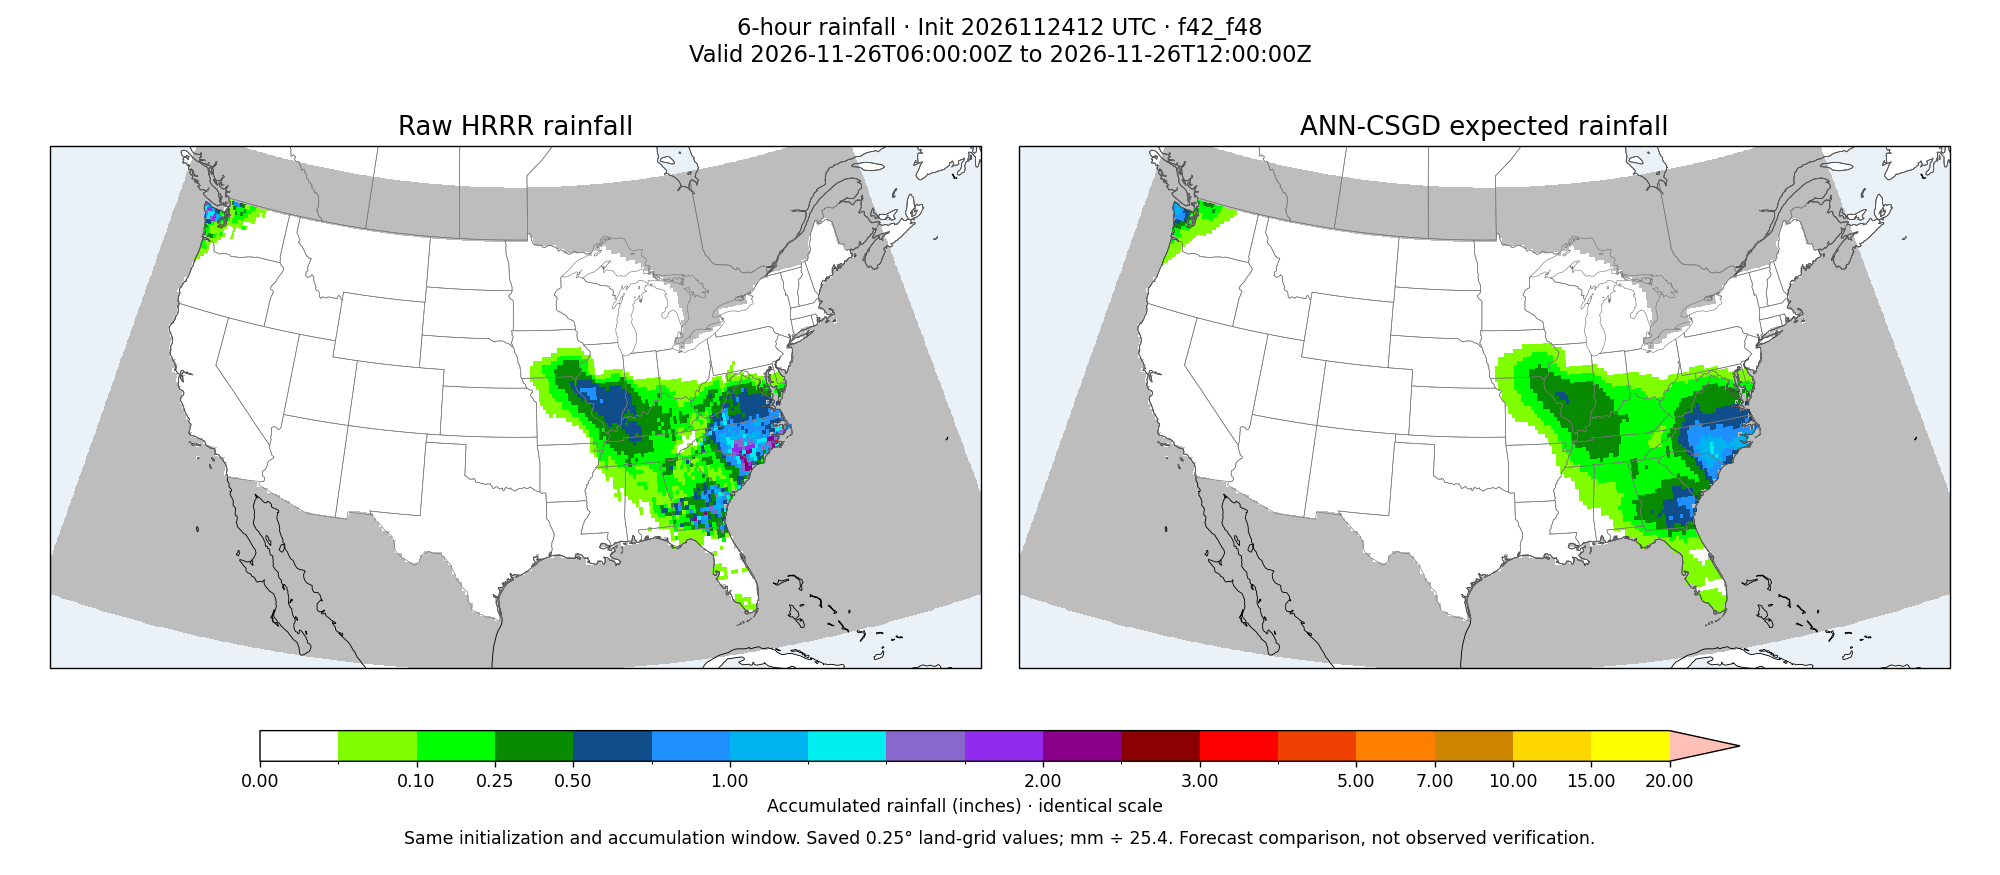 6-hour rainfall · Init 2026112412 UTC · f42_f48
Valid 2026-11-26T06:00:00Z to 2026-11-26T12:00:00Z
Raw HRRR rainfall
ANN-CSGD expected rainfall
0.00 0.10 0.25 0.50 1.00 2.00 3.00 5.00 7.00 10.00 15.00 20.00
Accumulated rainfall (inches) · identical scale
Same initialization and accumulation window. Saved 0.25° land-grid values; mm ÷ 25.4. Forecast comparison, not observed verification.